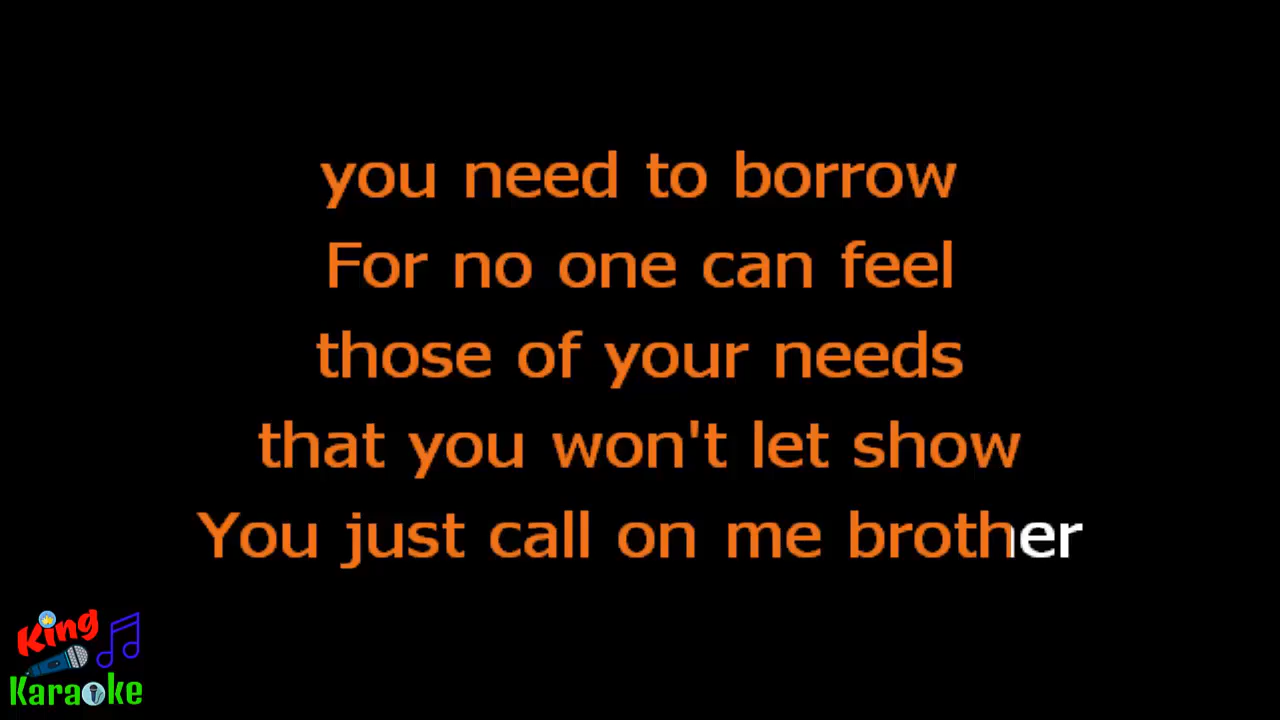 you need to borrow
For no one can feel
those of your needs
that you won't let show
You just call on me brother
King
Karaoke